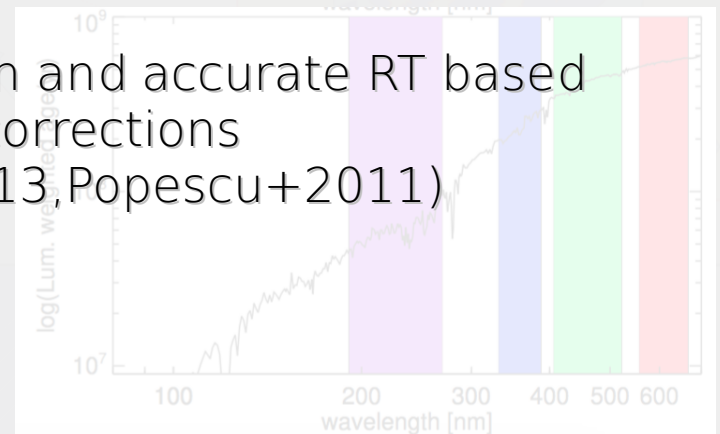 wavelength [nm]
10⁹
n and accurate RT based
orrections
13,Popescu+2011)
log(Lum. weighted age)
10⁷
100 200 300 400 500 600
wavelength [nm]